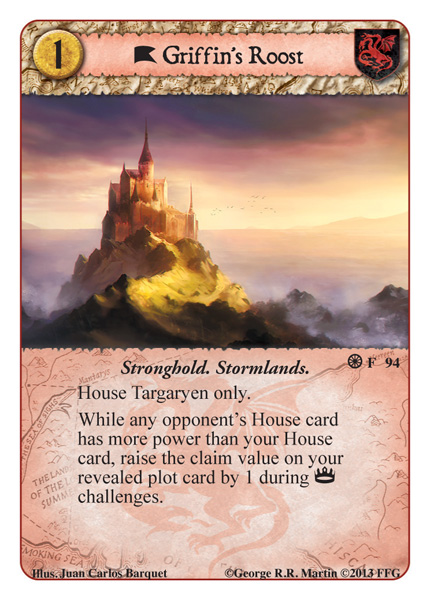 1
Griffin's Roost
Stronghold. Stormlands.
F 94
House Targaryen only.
While any opponent's House card
has more power than your House
card, raise the claim value on your
revealed plot card by 1 during
challenges.
SMOKING SEA
Illus. Juan Carlos Barquet
©George R.R. Martin ©2013 FFG